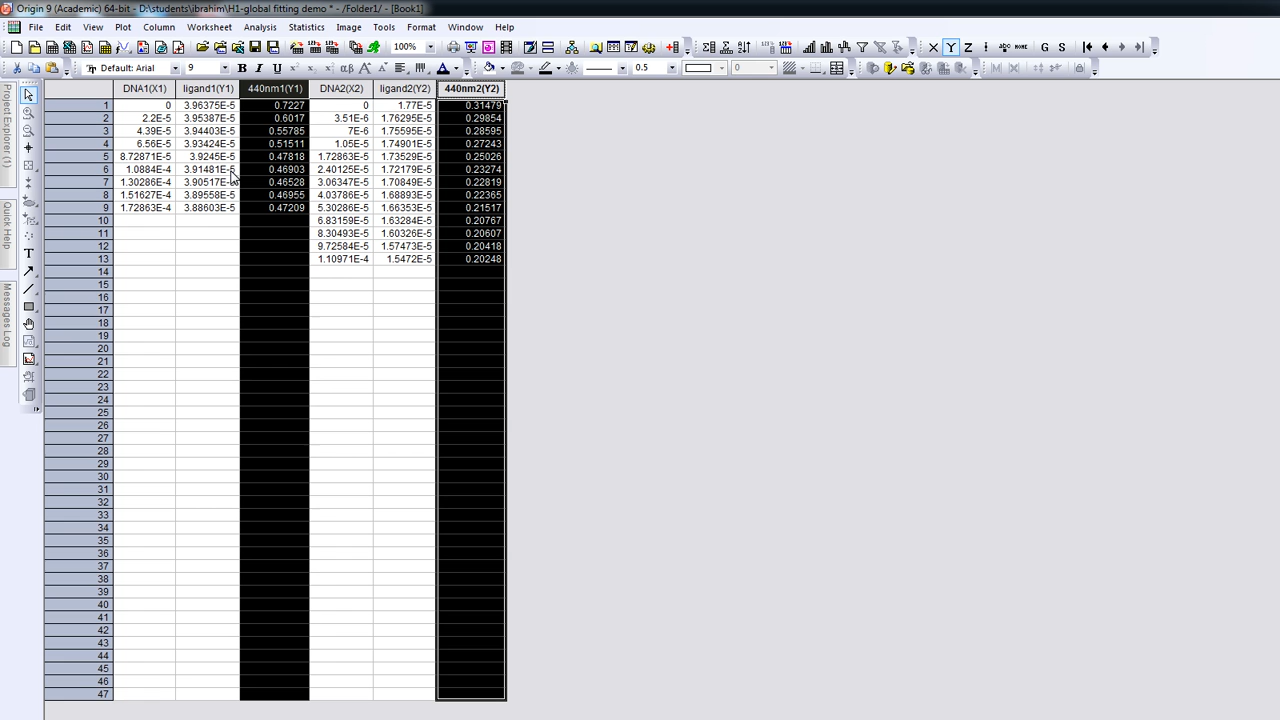 Origin 9 (Academic) 64-bit - D:\students\ibrahim\H1-global fitting demo * - /Folder1/ - [Book1]
File Edit View Plot Column Worksheet Analysis Statistics Image Tools Format Window Help
100%
Default: Arial 9 B I U αβ A A A 0.5 0
X Y Z abc NONE G S
Project Explorer (1)
Quick Help
Messages Log
DNA1(X1) ligand1(Y1) 440nm1(Y1) DNA2(X2) ligand2(Y2) 440nm2(Y2)
1 0 3.96375E-5 0.7227 0 1.77E-5 0.31479
2 2.2E-5 3.95387E-5 0.6017 3.51E-6 1.76295E-5 0.29854
3 4.39E-5 3.94403E-5 0.55785 7E-6 1.75595E-5 0.28595
4 6.56E-5 3.93424E-5 0.51511 1.05E-5 1.74901E-5 0.27243
5 8.72871E-5 3.9245E-5 0.47818 1.72863E-5 1.73529E-5 0.25026
6 1.0884E-4 3.91481E-5 0.46903 2.40125E-5 1.72179E-5 0.23274
7 1.30286E-4 3.90517E-5 0.46528 3.06347E-5 1.70849E-5 0.22819
8 1.51627E-4 3.89558E-5 0.46955 4.03786E-5 1.68893E-5 0.22365
9 1.72863E-4 3.88603E-5 0.47209 5.30286E-5 1.66353E-5 0.21517
10 6.83159E-5 1.63284E-5 0.20767
11 8.30493E-5 1.60326E-5 0.20607
12 9.72584E-5 1.57473E-5 0.20418
13 1.10971E-4 1.5472E-5 0.20248
14
15
16
17
18
19
20
21
22
23
24
25
26
27
28
29
30
31
32
33
34
35
36
37
38
39
40
41
42
43
44
45
46
47